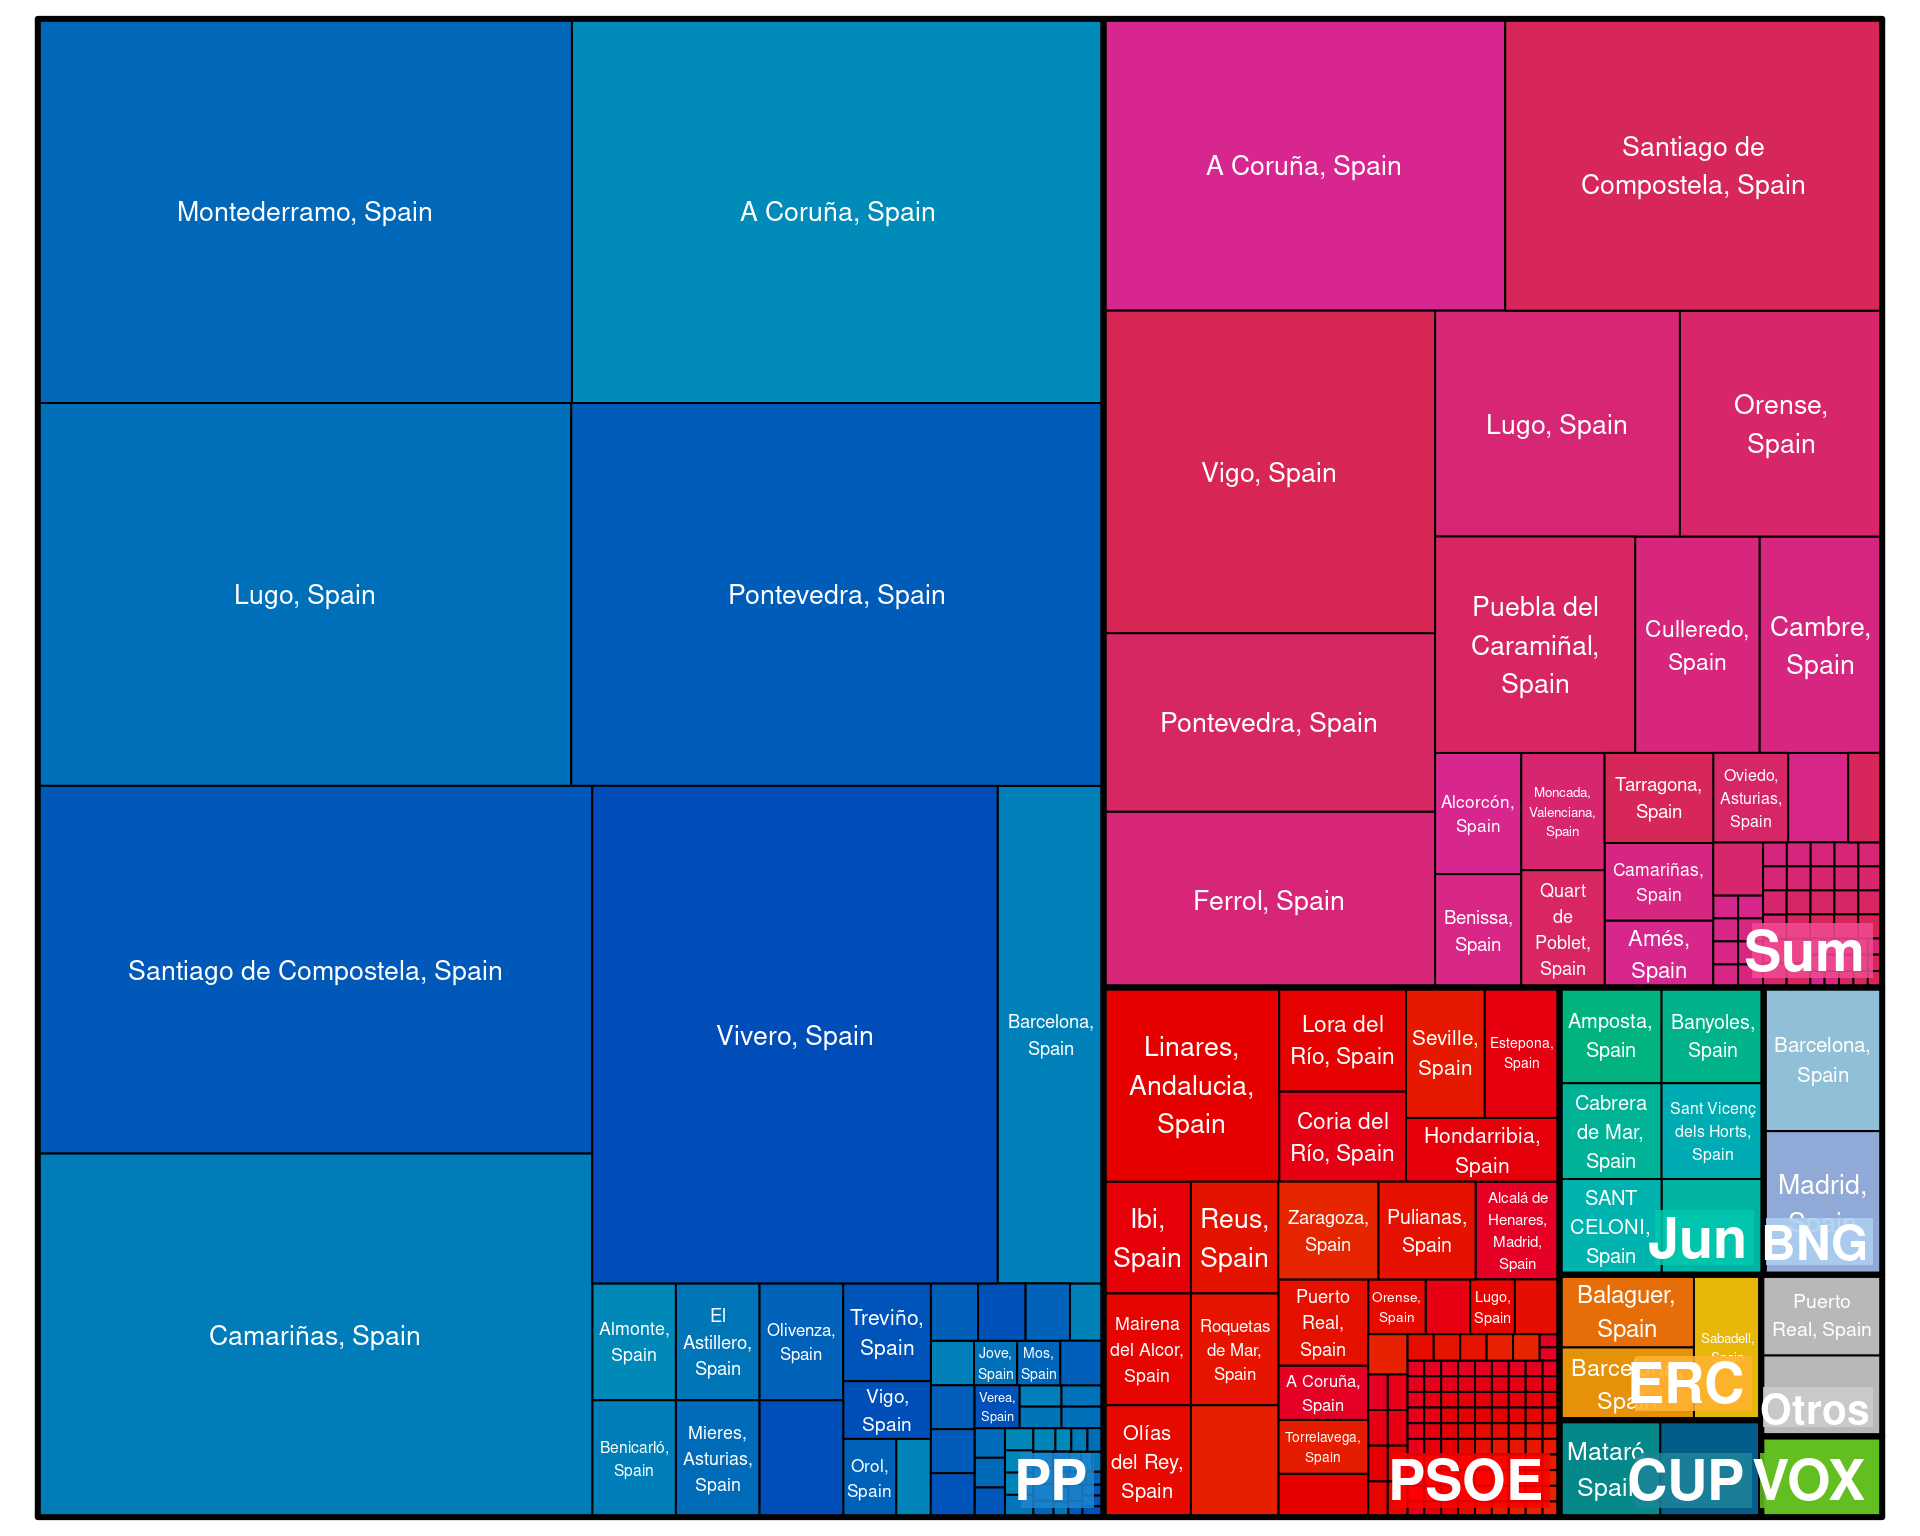 Montederramo, Spain
A Coruña, Spain
Lugo, Spain
Pontevedra, Spain
Santiago de Compostela, Spain
Vivero, Spain
Barcelona,
Spain
Camariñas, Spain
Almonte,
Spain
El
Astillero,
Spain
Olivenza,
Spain
Treviño,
Spain
Benicarló,
Spain
Mieres,
Asturias,
Spain
Vigo,
Spain
Orol,
Spain
Jove,
Spain
Mos,
Spain
Verea,
Spain
PP
A Coruña, Spain
Santiago de
Compostela, Spain
Vigo, Spain
Lugo, Spain
Orense,
Spain
Pontevedra, Spain
Ferrol, Spain
Puebla del
Caramiñal,
Spain
Culleredo,
Spain
Cambre,
Spain
Alcorcón,
Spain
Benissa,
Spain
Moncada,
Valenciana,
Spain
Quart
de
Poblet,
Spain
Tarragona,
Spain
Camariñas,
Spain
Amés,
Spain
Oviedo,
Asturias,
Spain
Sum
Linares,
Andalucia,
Spain
Lora del
Río, Spain
Coria del
Río, Spain
Seville,
Spain
Estepona,
Spain
Hondarribia,
Spain
Ibi,
Spain
Reus,
Spain
Zaragoza,
Spain
Pulianas,
Spain
Alcalá de
Henares,
Madrid,
Spain
Mairena
del Alcor,
Spain
Roquetas
de Mar,
Spain
Puerto
Real,
Spain
Orense,
Spain
Lugo,
Spain
A Coruña,
Spain
Torrelavega,
Spain
Olías
del Rey,
Spain
PSOE
Amposta,
Spain
Banyoles,
Spain
Cabrera
de Mar,
Spain
Sant Vicenç
dels Horts,
Spain
SANT
CELONI,
Spain
Jun
Barcelona,
Spain
Madrid,
Spain
BNG
Balaguer,
Spain
Sabadell,
Spain
ERC
Puerto
Real, Spain
Otros
Mataró,
Spain
CUP
VOX